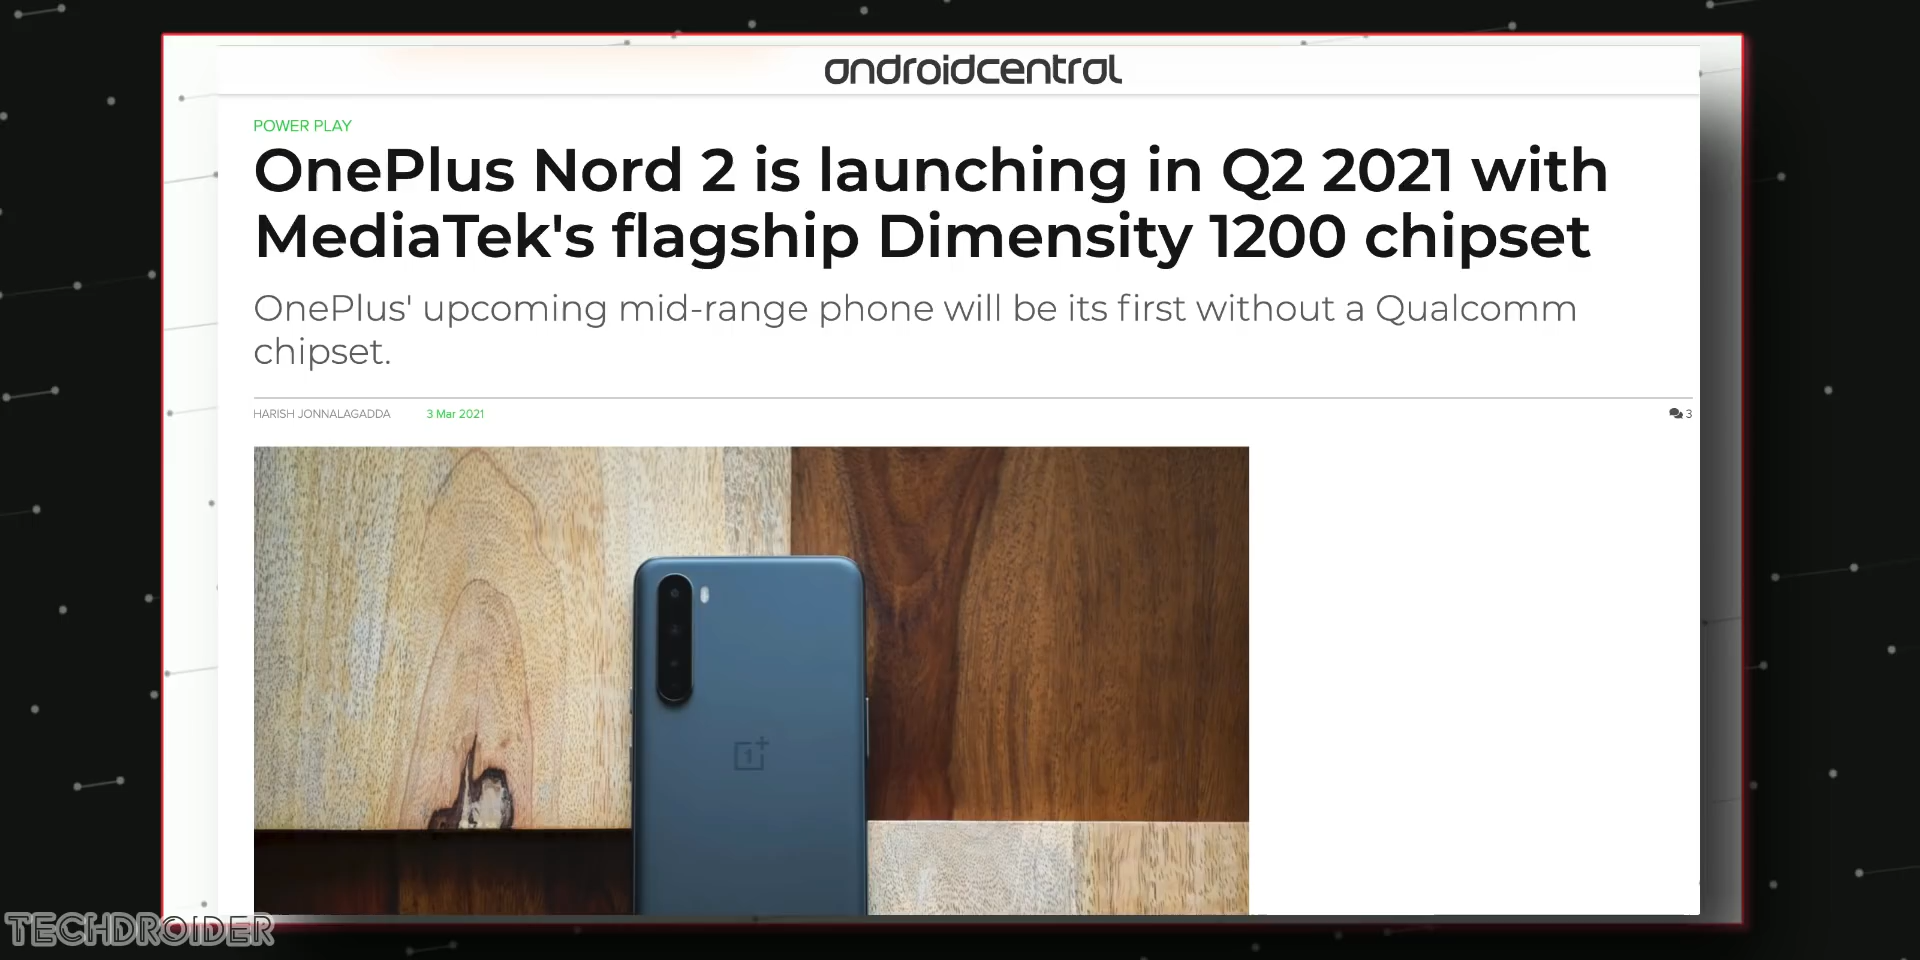 androidcentral
POWER PLAY
OnePlus Nord 2 is launching in Q2 2021 with
MediaTek's flagship Dimensity 1200 chipset
OnePlus' upcoming mid-range phone will be its first without a Qualcomm
chipset.
HARISH JONNALAGADDA 3 Mar 2021 3
1+
TECHDROIDER